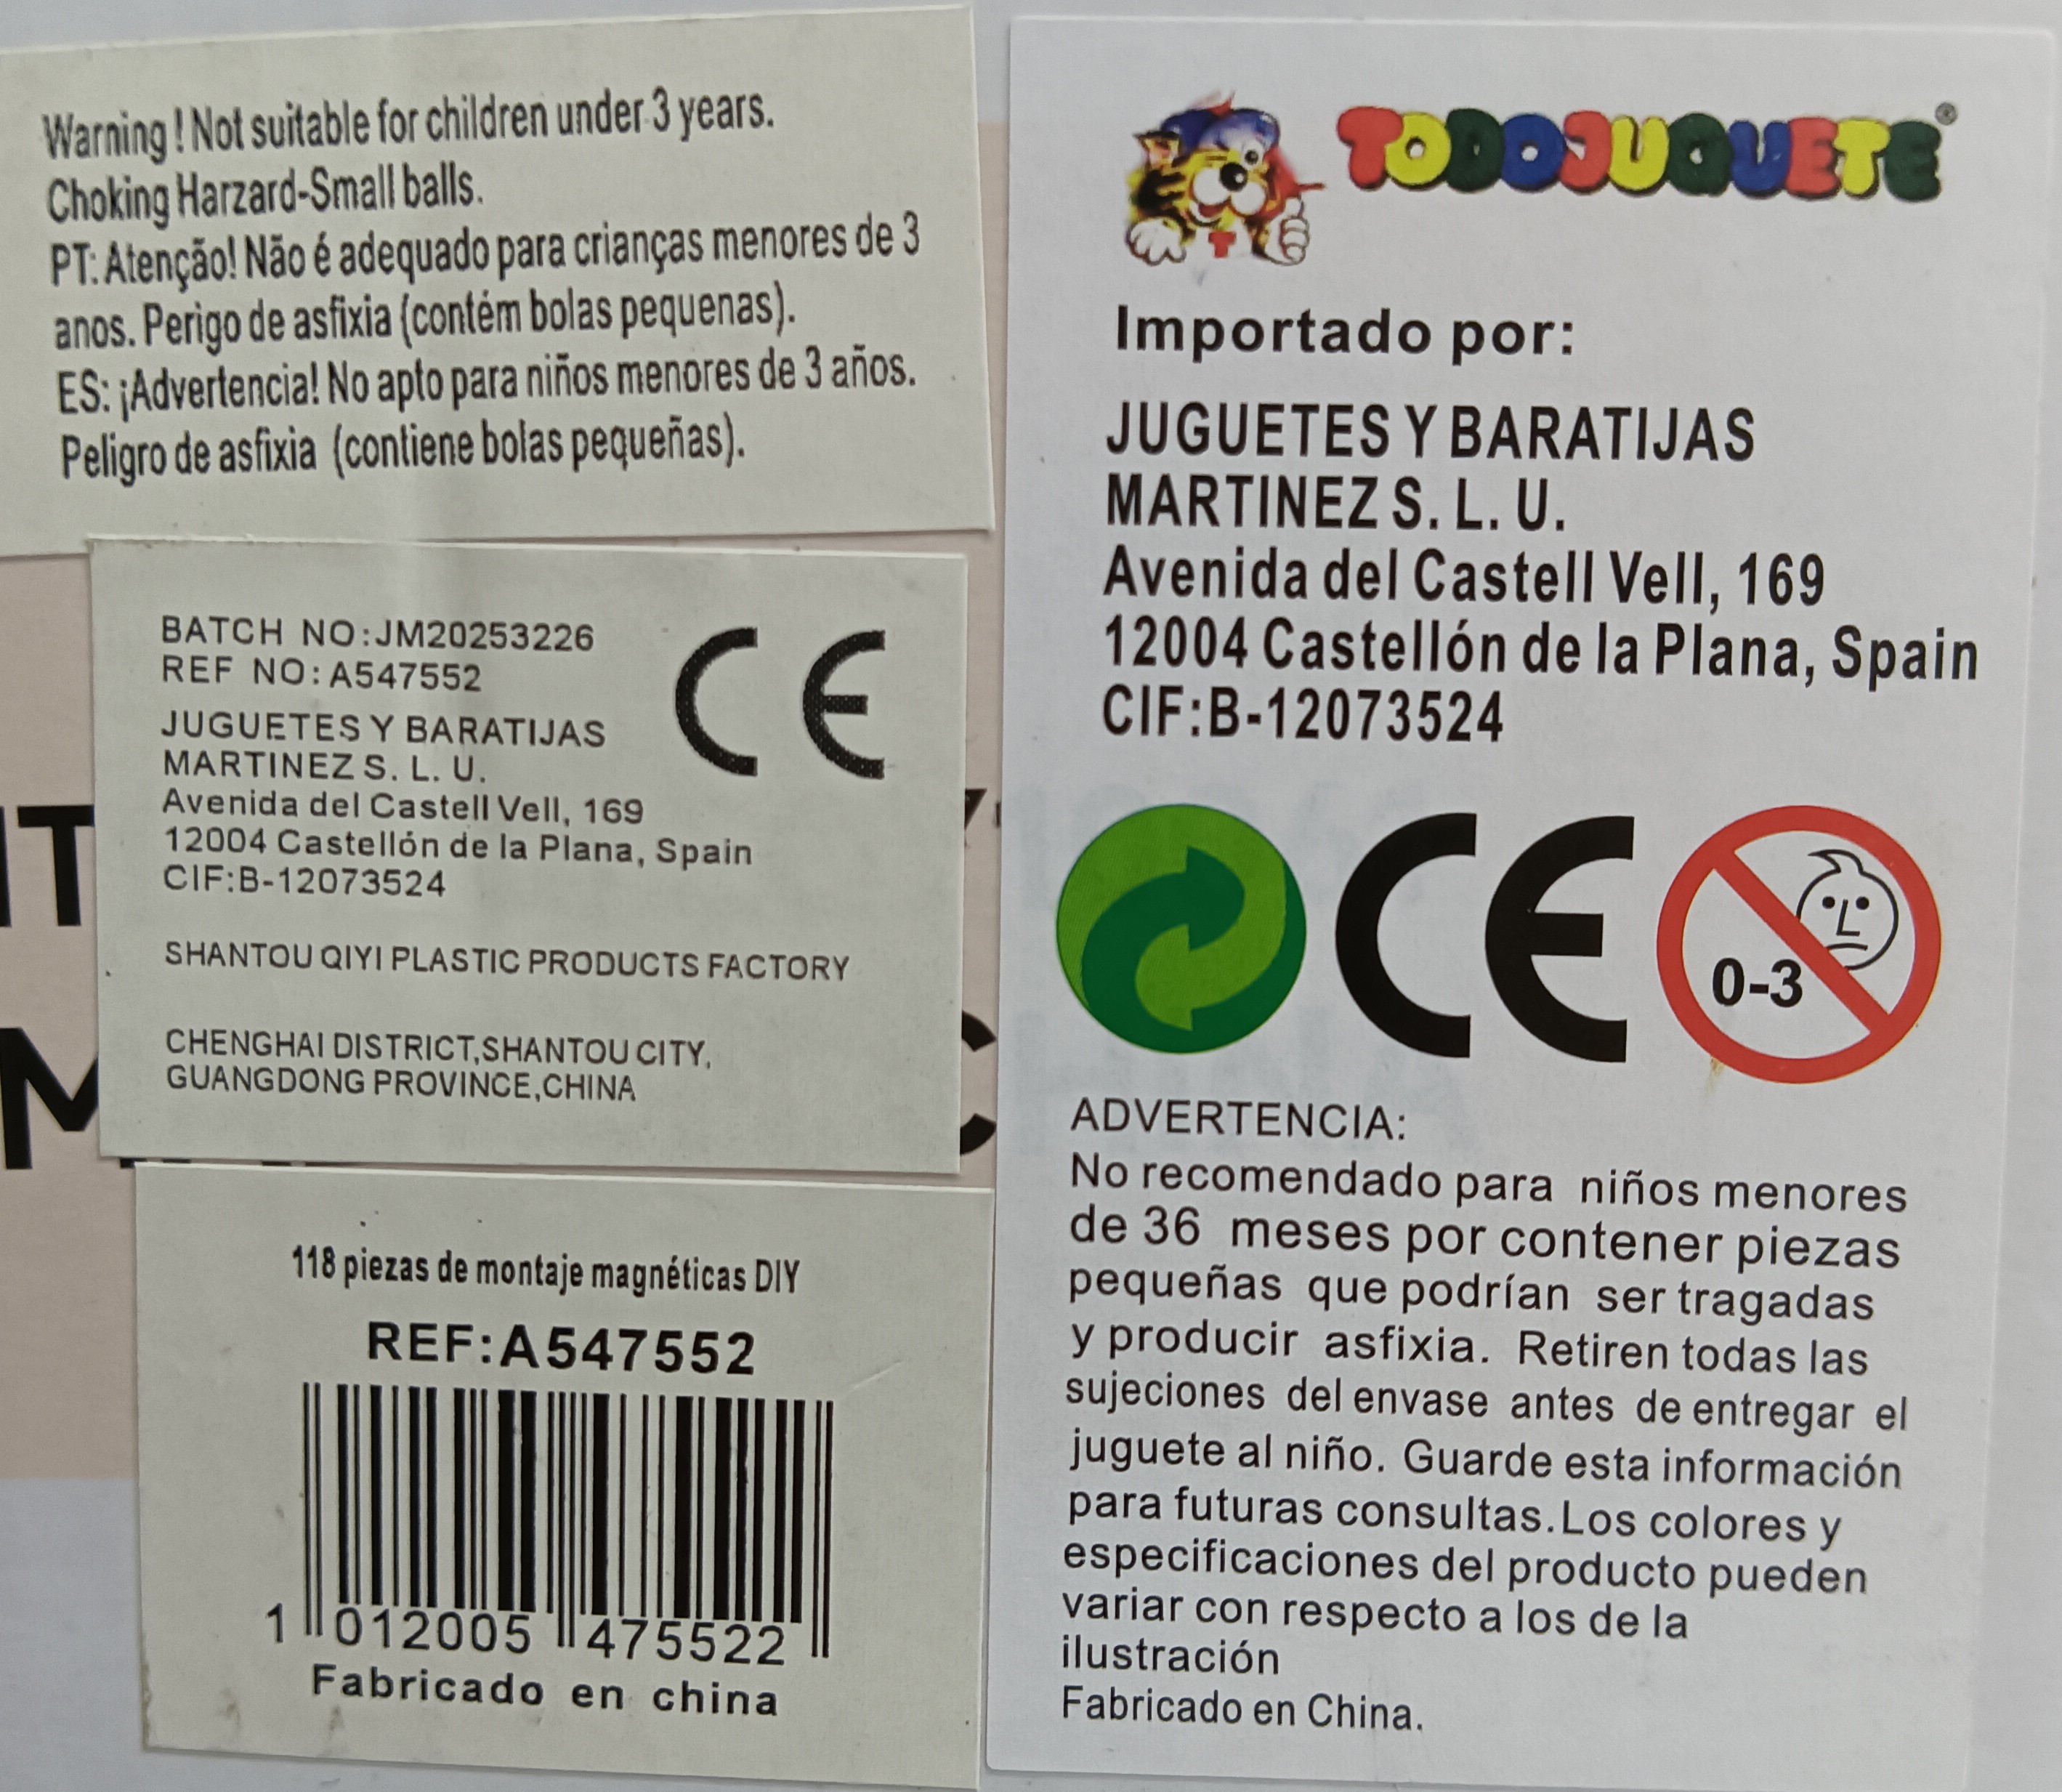 Warning ! Not suitable for children under 3 years.
Choking Harzard-Small balls.
PT: Atenção! Não é adequado para crianças menores de 3
anos. Perigo de asfixia (contém bolas pequenas).
ES: ¡Advertencia! No apto para niños menores de 3 años.
Peligro de asfixia (contiene bolas pequeñas).
BATCH NO:JM20253226
REF NO:A547552
JUGUETES Y BARATIJAS
MARTINEZ S. L. U.
Avenida del Castell Vell, 169
12004 Castellón de la Plana, Spain
CIF:B-12073524
CE
SHANTOU QIYI PLASTIC PRODUCTS FACTORY
CHENGHAI DISTRICT,SHANTOU CITY,
GUANGDONG PROVINCE,CHINA
118 piezas de montaje magnéticas DIY
REF:A547552
1 012005 475522
Fabricado en china
TODOJUQUETE®
T
Importado por:
JUGUETES Y BARATIJAS
MARTINEZ S. L. U.
Avenida del Castell Vell, 169
12004 Castellón de la Plana, Spain
CIF:B-12073524
CE
0-3
ADVERTENCIA:
No recomendado para niños menores
de 36 meses por contener piezas
pequeñas que podrían ser tragadas
y producir asfixia. Retiren todas las
sujeciones del envase antes de entregar el
juguete al niño. Guarde esta información
para futuras consultas.Los colores y
especificaciones del producto pueden
variar con respecto a los de la
ilustración
Fabricado en China.